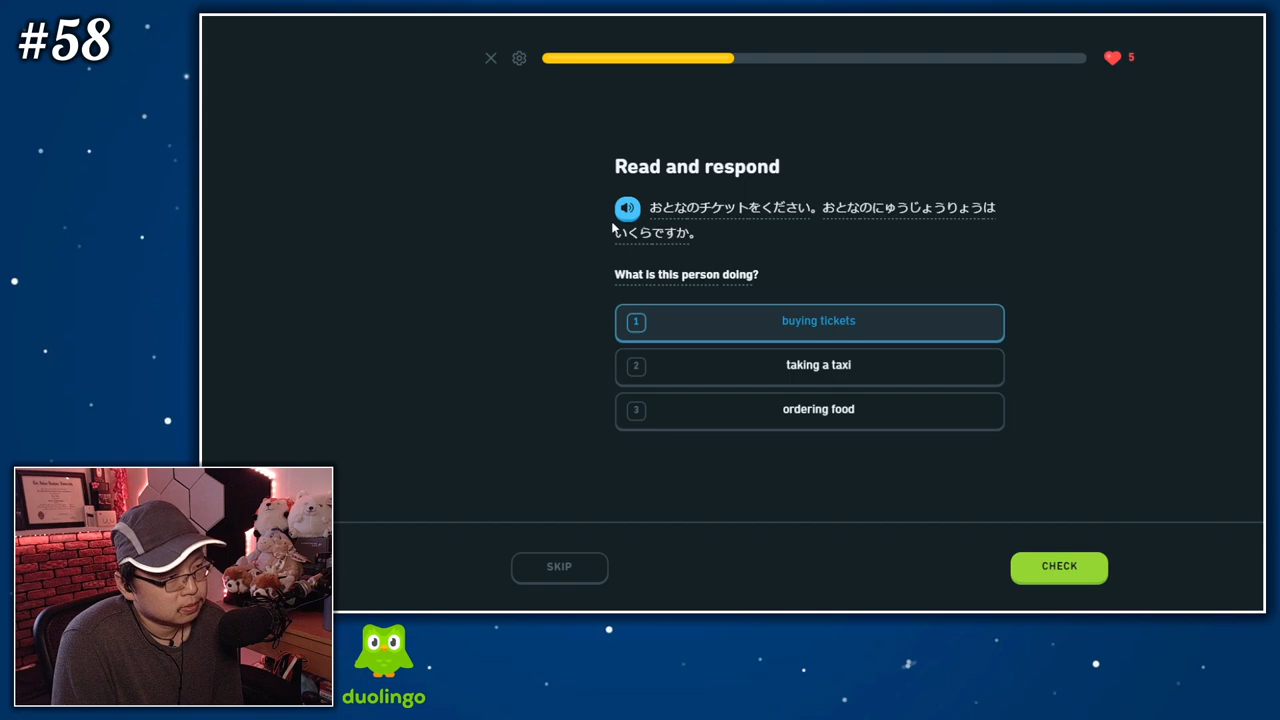 #58
5
Read and respond
おとなのチケットをください。おとなのにゅうじょうりょうは
いくらですか。
What is this person doing?
1 buying tickets
2 taking a taxi
3 ordering food
SKIP
CHECK
duolingo